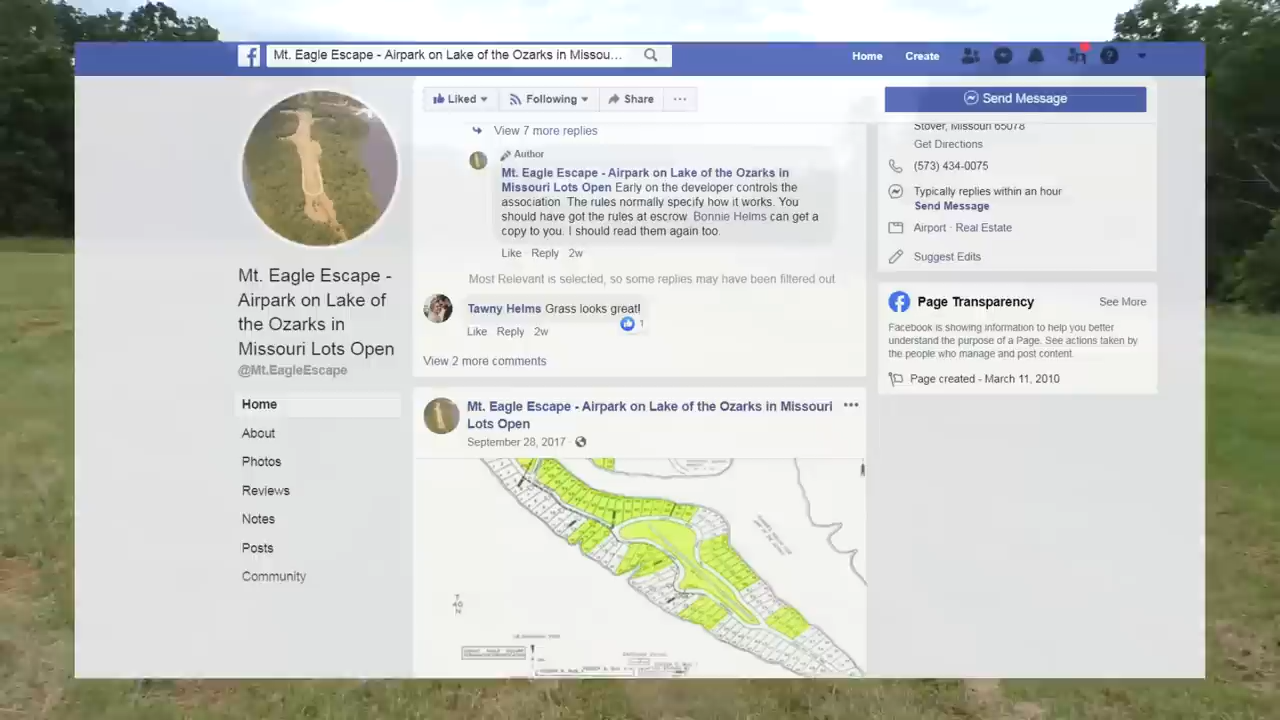 Mt. Eagle Escape - Airpark on Lake of the Ozarks in Missou...
Home
Create
Liked
Following
Share
Send Message
View 7 more replies
Author
Mt. Eagle Escape - Airpark on Lake of the Ozarks in
Missouri Lots Open Early on the developer controls the
association. The rules normally specify how it works. You
should have got the rules at escrow. Bonnie Helms can get a
copy to you. I should read them again too.
Like Reply 2w
Most Relevant is selected, so some replies may have been filtered out
Tawny Helms Grass looks great!
1
Like Reply 2w
View 2 more comments
Mt. Eagle Escape - Airpark on Lake of the Ozarks in Missouri
Lots Open
September 28, 2017
T
40
N
Mt. Eagle Escape -
Airpark on Lake of
the Ozarks in
Missouri Lots Open
@Mt.EagleEscape
Home
About
Photos
Reviews
Notes
Posts
Community
Stover, Missouri 65078
Get Directions
(573) 434-0075
Typically replies within an hour
Send Message
Airport · Real Estate
Suggest Edits
Page Transparency
See More
Facebook is showing information to help you better
understand the purpose of a Page. See actions taken by
the people who manage and post content.
Page created - March 11, 2010